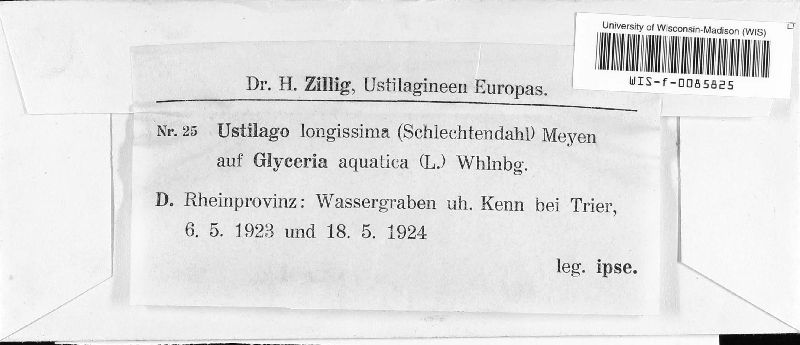 University of Wisconsin-Madison (WIS)
WIS-f-0085825
Dr. H. Zillig, Ustilagineen Europas.
Nr. 25 Ustilago longissima (Schlechtendahl) Meyen
auf Glyceria aquatica (L.) Whlnbg.
D. Rheinprovinz: Wassergraben uh. Kenn bei Trier,
6. 5. 1923 und 18. 5. 1924
leg. ipse.